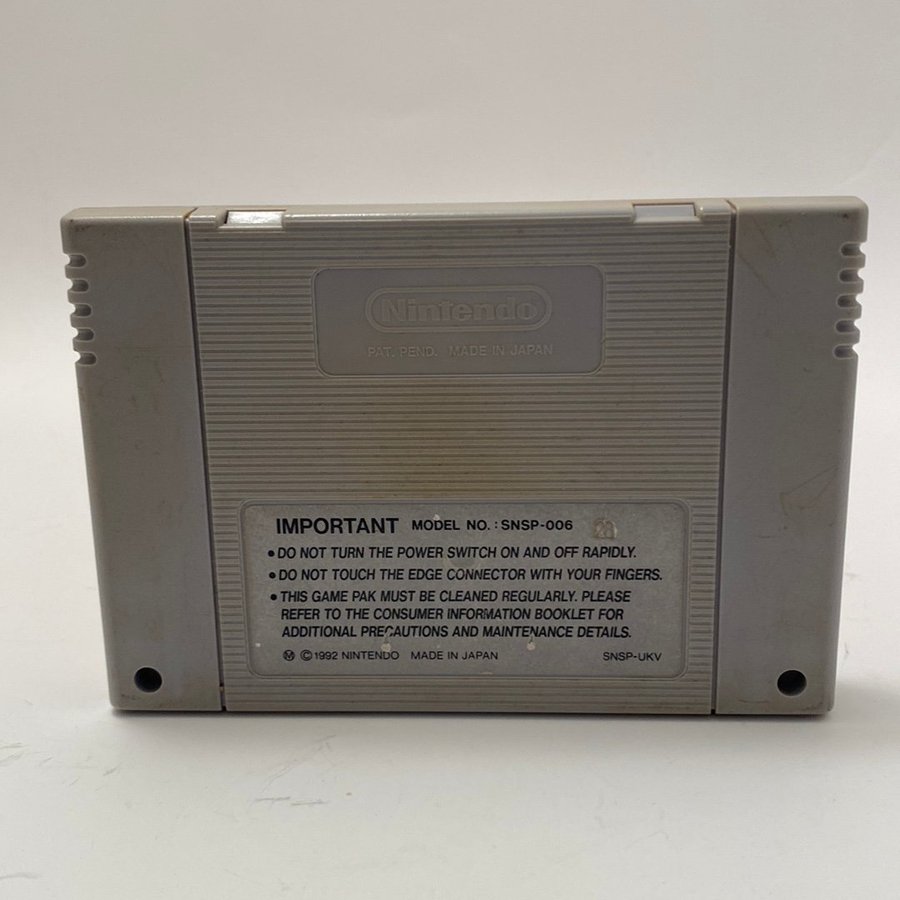 Nintendo
PAT. PEND. MADE IN JAPAN
IMPORTANT MODEL NO. : SNSP-006
• DO NOT TURN THE POWER SWITCH ON AND OFF RAPIDLY.
• DO NOT TOUCH THE EDGE CONNECTOR WITH YOUR FINGERS.
• THIS GAME PAK MUST BE CLEANED REGULARLY. PLEASE
REFER TO THE CONSUMER INFORMATION BOOKLET FOR
ADDITIONAL PRECAUTIONS AND MAINTENANCE DETAILS.
Ⓜ ©1992 NINTENDO MADE IN JAPAN SNSP-UKV